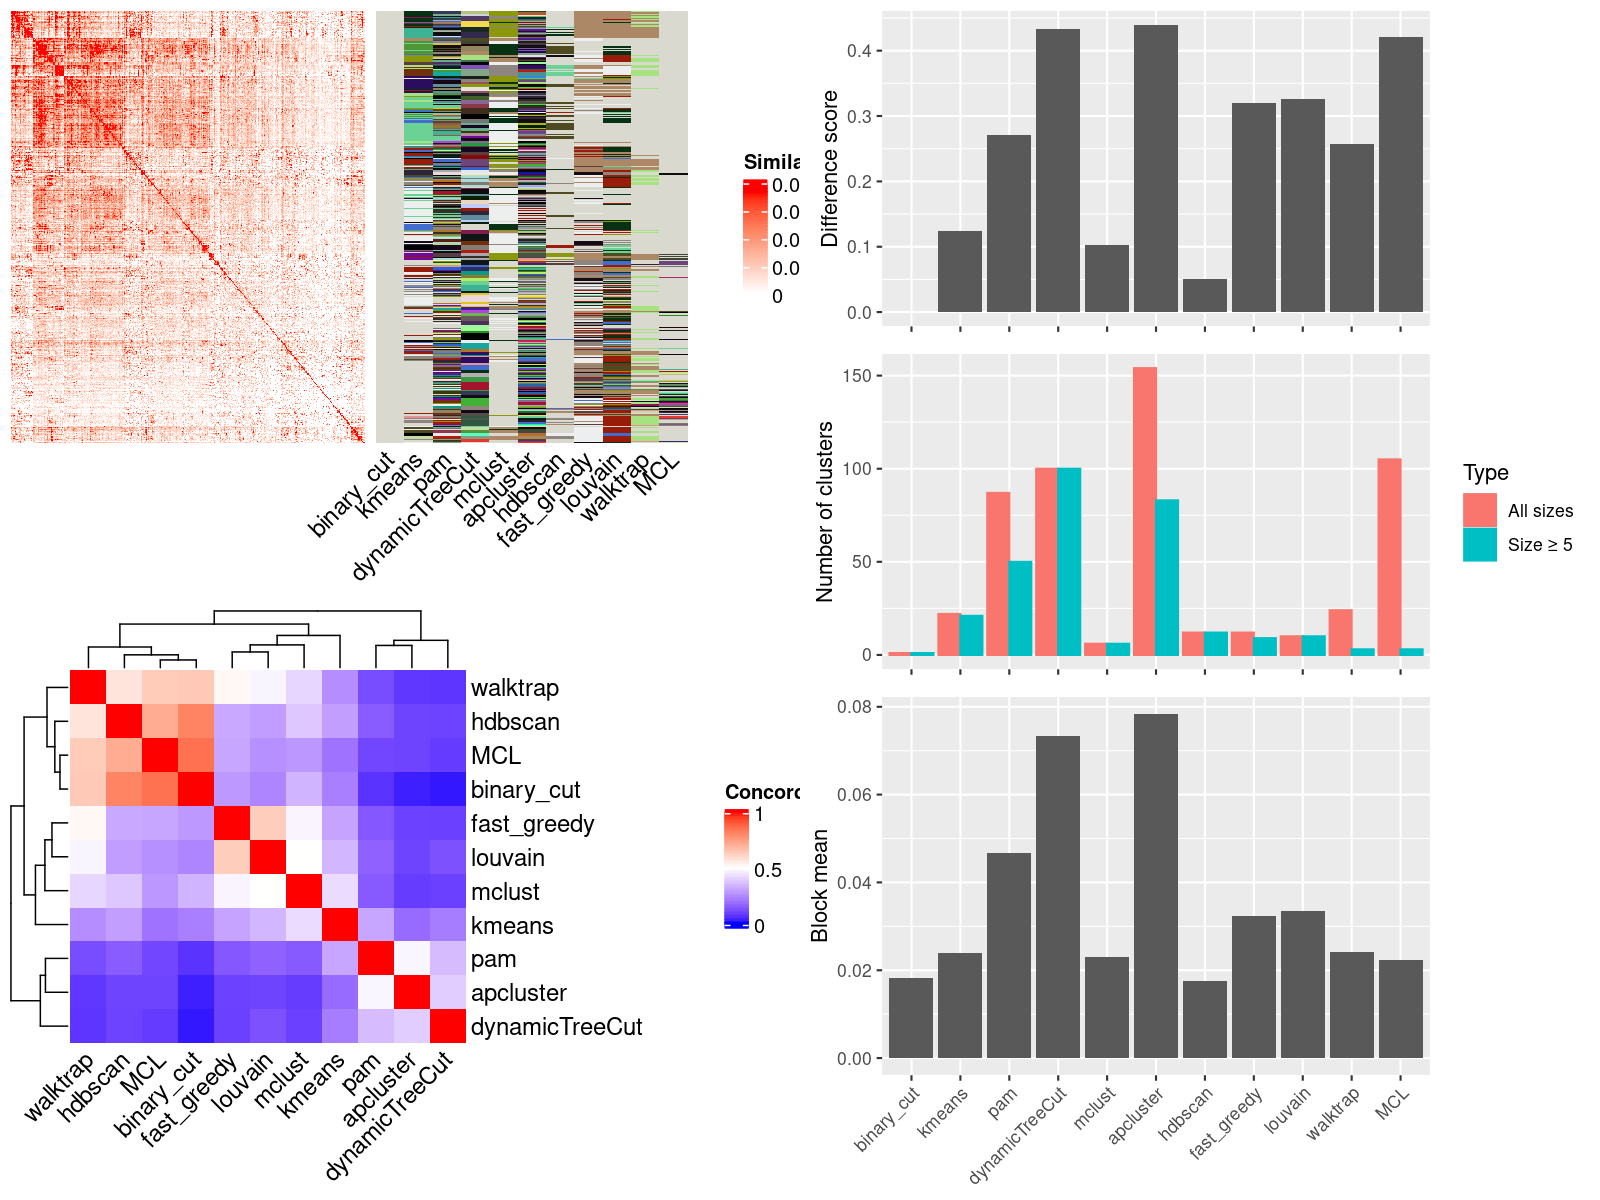 Simila
0.0
0.0
0.0
0.0
0
binary_cut
kmeans
pam
dynamicTreeCut
mclust
apcluster
hdbscan
fast_greedy
louvain
walktrap
MCL
walktrap
hdbscan
MCL
binary_cut
fast_greedy
louvain
mclust
kmeans
pam
apcluster
dynamicTreeCut
walktrap
hdbscan
MCL
binary_cut
fast_greedy
louvain
mclust
kmeans
pam
apcluster
dynamicTreeCut
Concord
1
0.5
0
Difference score
0.4
0.3
0.2
0.1
0.0
Number of clusters
150
100
50
0
Type
All sizes
Size ≥ 5
Block mean
0.08
0.06
0.04
0.02
0.00
binary_cut
kmeans
pam
dynamicTreeCut
mclust
apcluster
hdbscan
fast_greedy
louvain
walktrap
MCL